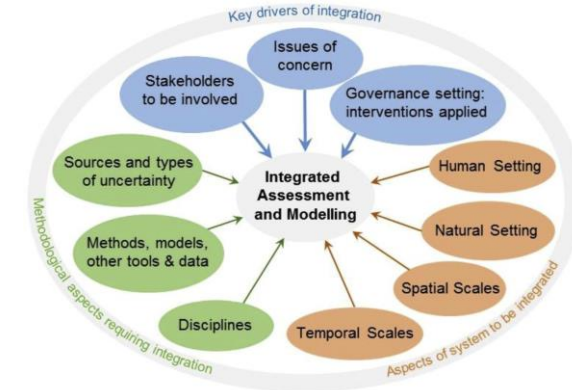 Key drivers of integration
Issues of
concern
Stakeholders
to be involved
Governance setting:
interventions applied
Sources and types
of uncertainty
Integrated
Assessment
and Modelling
Human Setting
Methods, models,
other tools & data
Natural Setting
Spatial Scales
Disciplines
Temporal Scales
Methodological aspects requiring integration
Aspects of system to be integrated